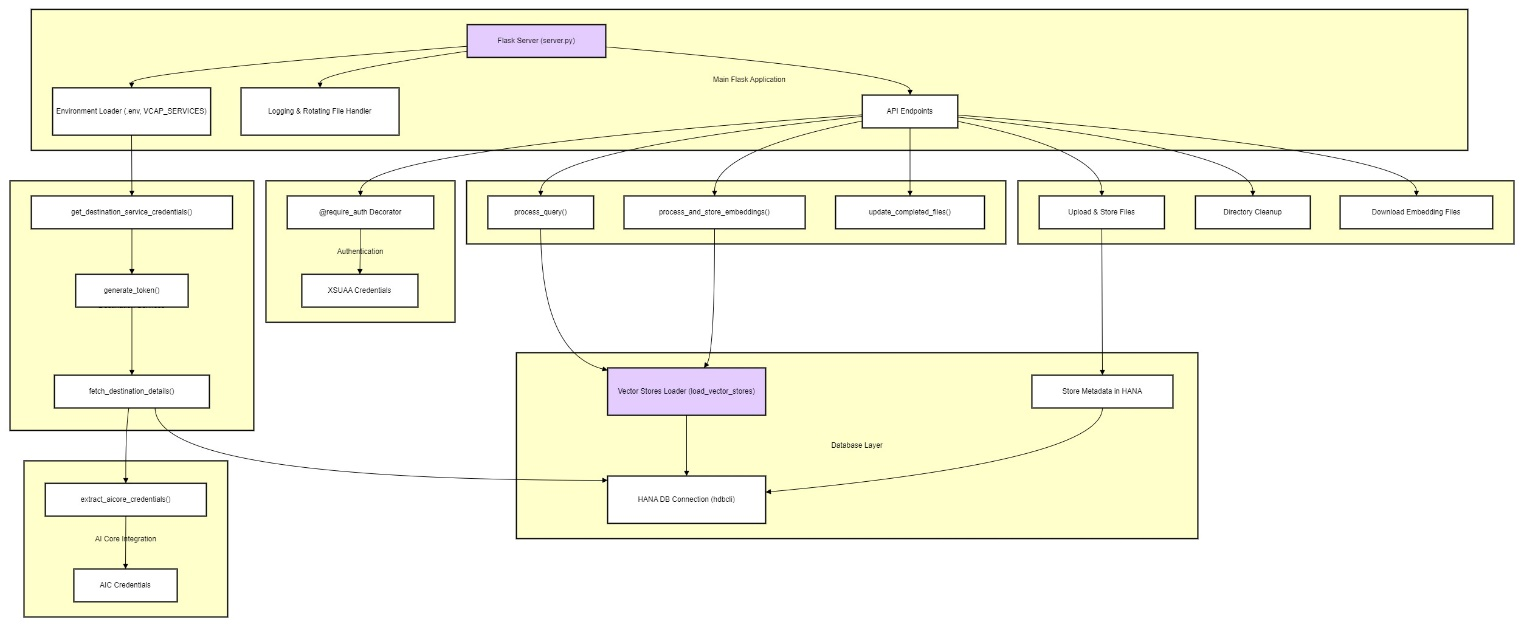 Flask Server (server.py)
Main Flask Application
Environment Loader (.env, VCAP_SERVICES)
Logging & Rotating File Handler
API Endpoints
get_destination_service_credentials()
@require_auth Decorator
process_query()
process_and_store_embeddings()
update_completed_files()
Upload & Store Files
Directory Cleanup
Download Embedding Files
Authentication
generate_token()
XSUAA Credentials
fetch_destination_details()
Vector Stores Loader (load_vector_stores)
Store Metadata in HANA
Database Layer
extract_aicore_credentials()
HANA DB Connection (hdbcli)
AI Core Integration
AIC Credentials